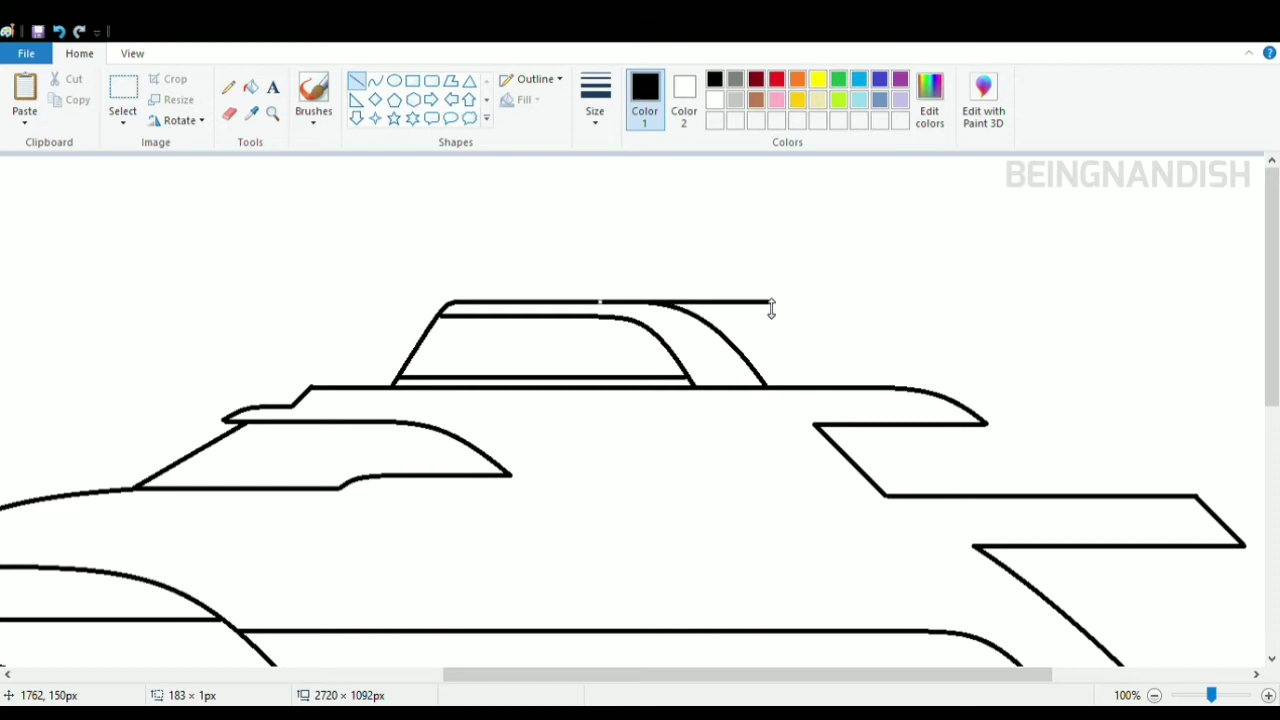 File Home View
Paste
Cut
Copy
Clipboard
Select
Crop
Resize
Rotate
Image
A
Tools
Brushes
Shapes
Outline
Fill
Size
Color 1
Color 2
Colors
Edit colors
Edit with Paint 3D
BEINGNANDISH
1762, 150px
183 × 1px
2720 × 1092px
100%